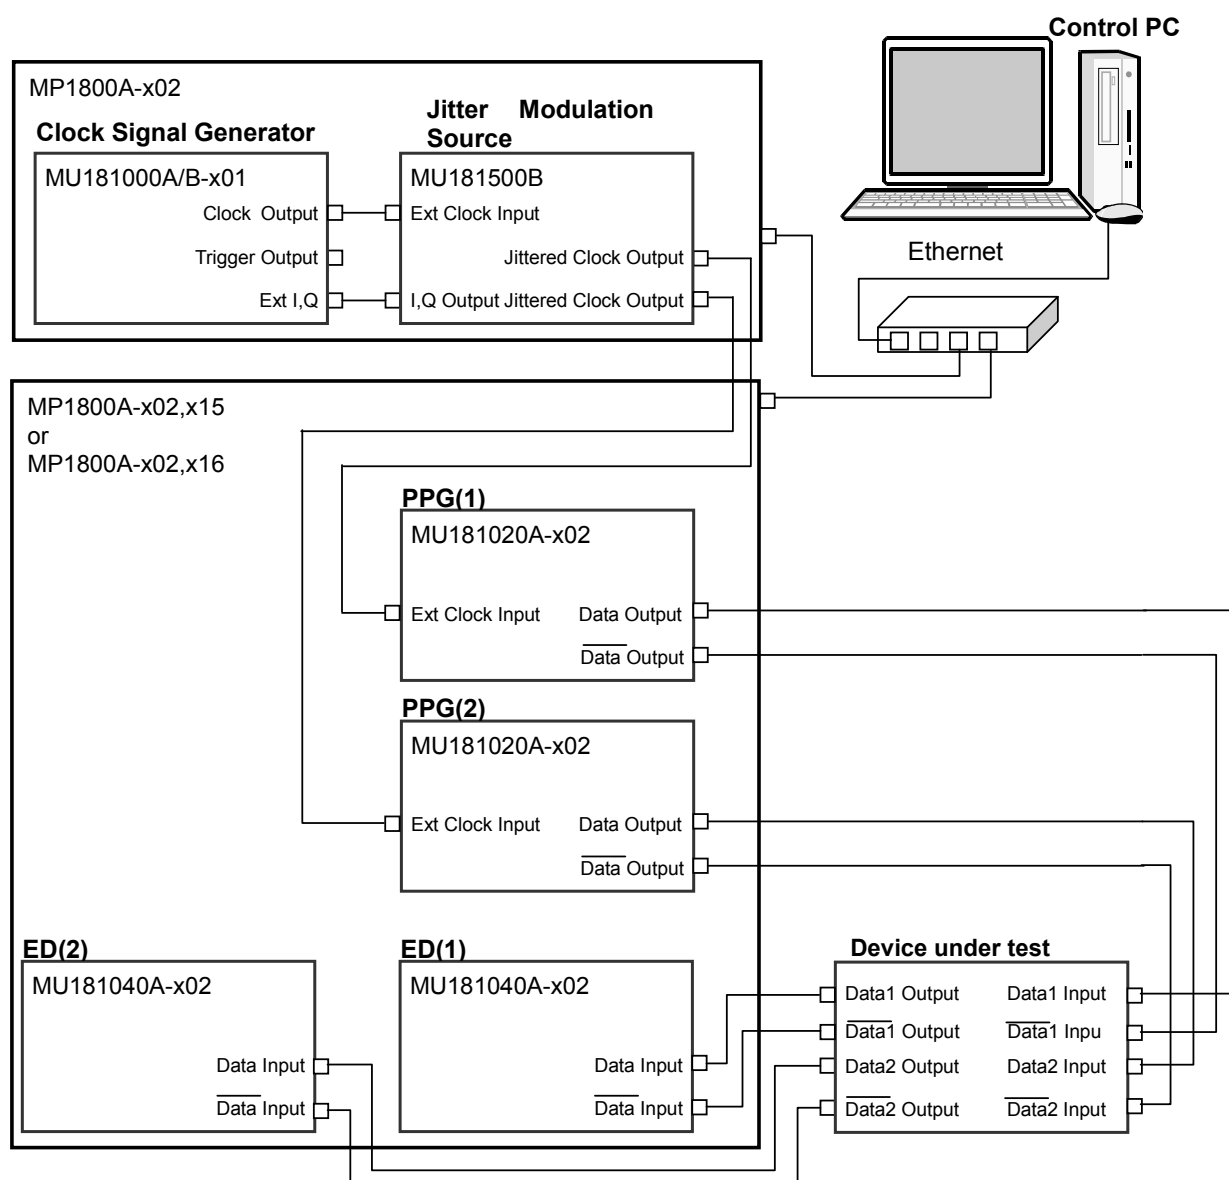 Control PC
MP1800A-x02
Jitter Modulation
Source
Clock Signal Generator
MU181000A/B-x01
MU181500B
Clock Output
Ext Clock Input
Trigger Output
Jittered Clock Output
Ext I,Q
I,Q Output Jittered Clock Output
Ethernet
MP1800A-x02,x15
or
MP1800A-x02,x16
PPG(1)
MU181020A-x02
Ext Clock Input
Data Output
Data Output
PPG(2)
MU181020A-x02
Ext Clock Input
Data Output
Data Output
ED(2)
MU181040A-x02
Data Input
Data Input
ED(1)
MU181040A-x02
Data Input
Data Input
Device under test
Data1 Output
Data1 Input
Data1 Output
Data1 Inpu
Data2 Output
Data2 Input
Data2 Output
Data2 Input